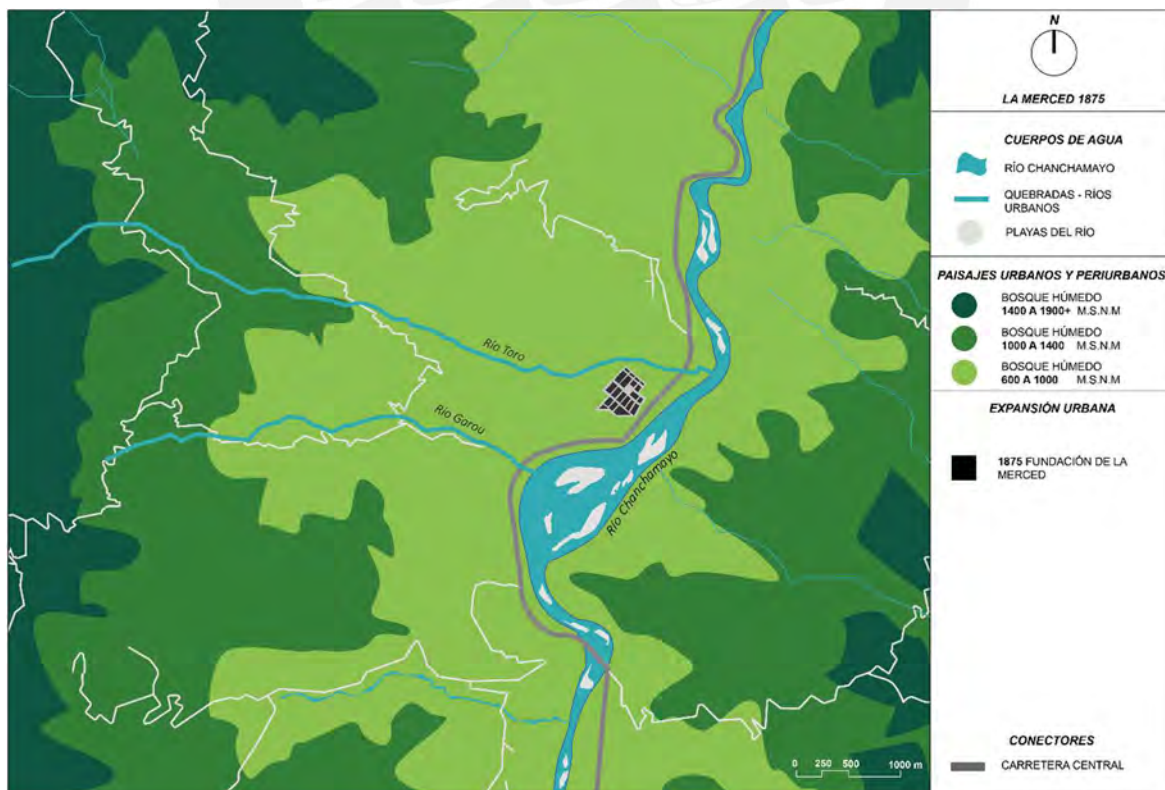 N
LA MERCED 1875
CUERPOS DE AGUA
RÍO CHANCHAMAYO
QUEBRADAS - RÍOS
URBANOS
PLAYAS DEL RÍO
PAISAJES URBANOS Y PERIURBANOS
BOSQUE HÚMEDO
1400 A 1900+ M.S.N.M
BOSQUE HÚMEDO
1000 A 1400 M.S.N.M
BOSQUE HÚMEDO
600 A 1000 M.S.N.M
EXPANSIÓN URBANA
1875 FUNDACIÓN DE LA
MERCED
CONECTORES
CARRETERA CENTRAL
Río Toro
Río Garou
Río Chanchamayo
0 250 500 1000 m